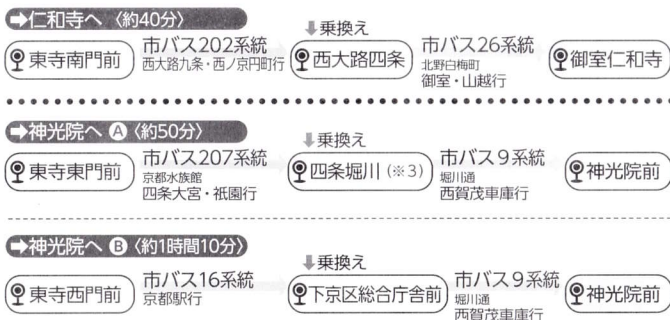 ➡仁和寺へ〈約40分〉
⬇乗換え
東寺南門前
市バス202系統
西大路九条・西ノ京円町行
西大路四条
市バス26系統
北野白梅町
御室・山越行
御室仁和寺
➡神光院へ Ⓐ〈約50分〉
⬇乗換え
東寺東門前
市バス207系統
京都水族館
四条大宮・祇園行
四条堀川(※3)
市バス9系統
堀川通
西賀茂車庫行
神光院前
➡神光院へ Ⓑ〈約1時間10分〉
⬇乗換え
東寺西門前
市バス16系統
京都駅行
下京区総合庁舎前
市バス9系統
堀川通
西賀茂車庫行
神光院前